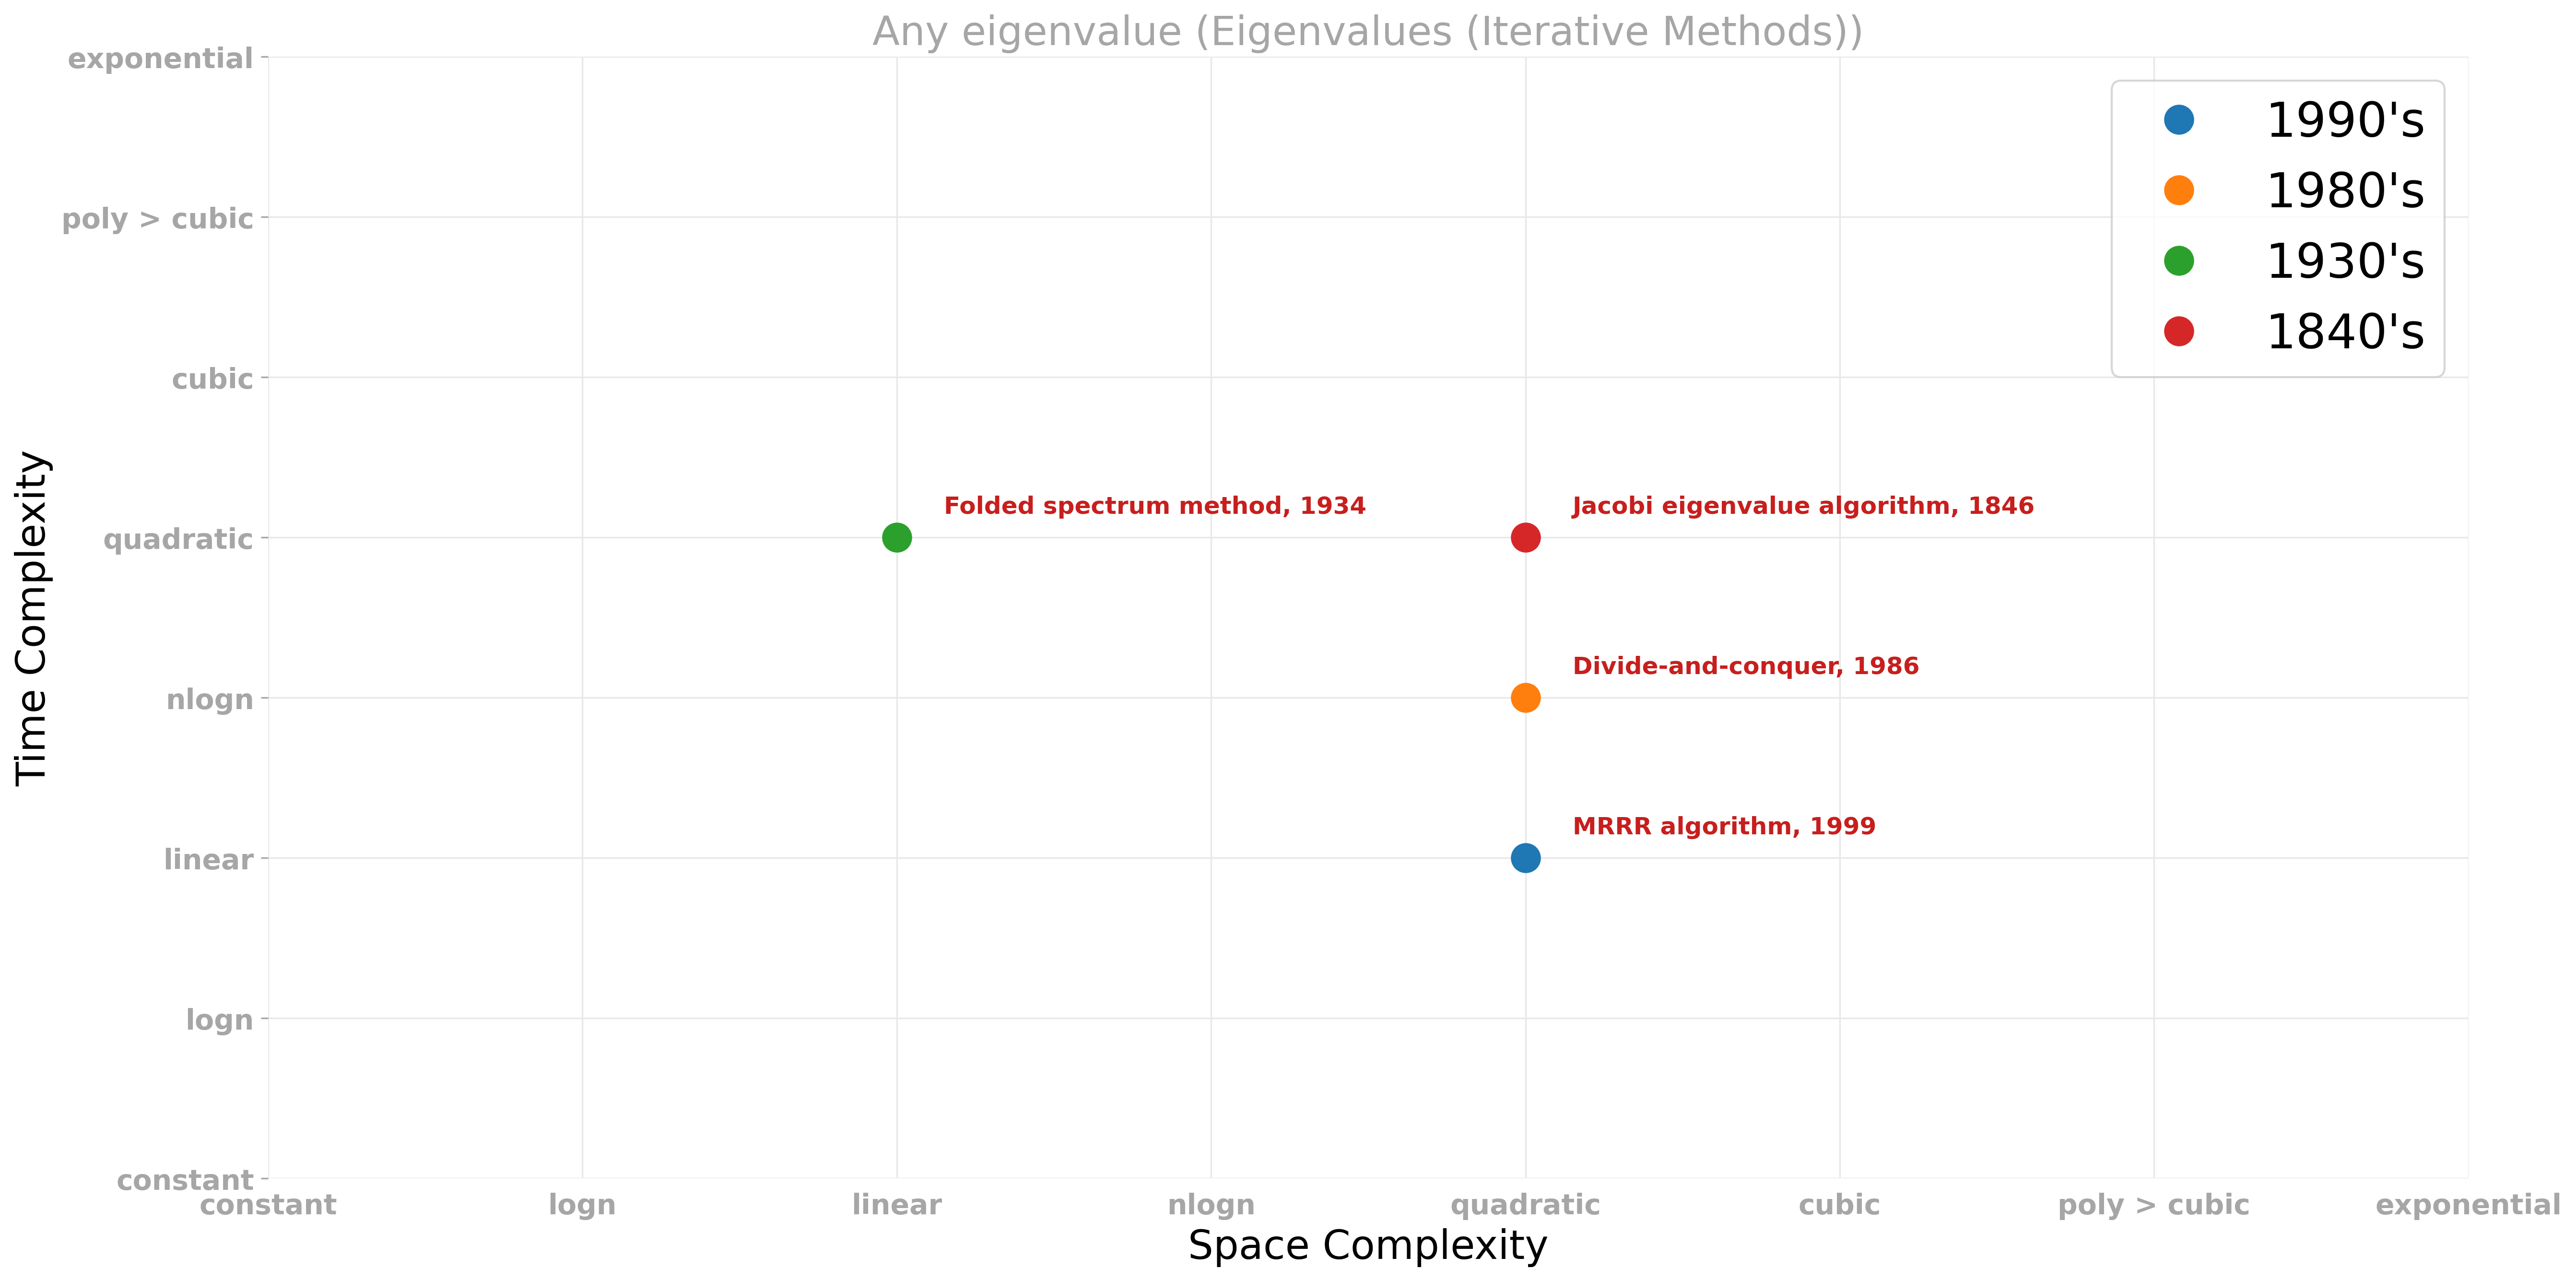 Any eigenvalue (Eigenvalues (Iterative Methods))
exponential
poly > cubic
cubic
quadratic
nlogn
linear
logn
constant
Time Complexity
1990's
1980's
1930's
1840's
Folded spectrum method, 1934
Jacobi eigenvalue algorithm, 1846
Divide-and-conquer, 1986
MRRR algorithm, 1999
constant
logn
linear
nlogn
quadratic
cubic
poly > cubic
exponential
Space Complexity